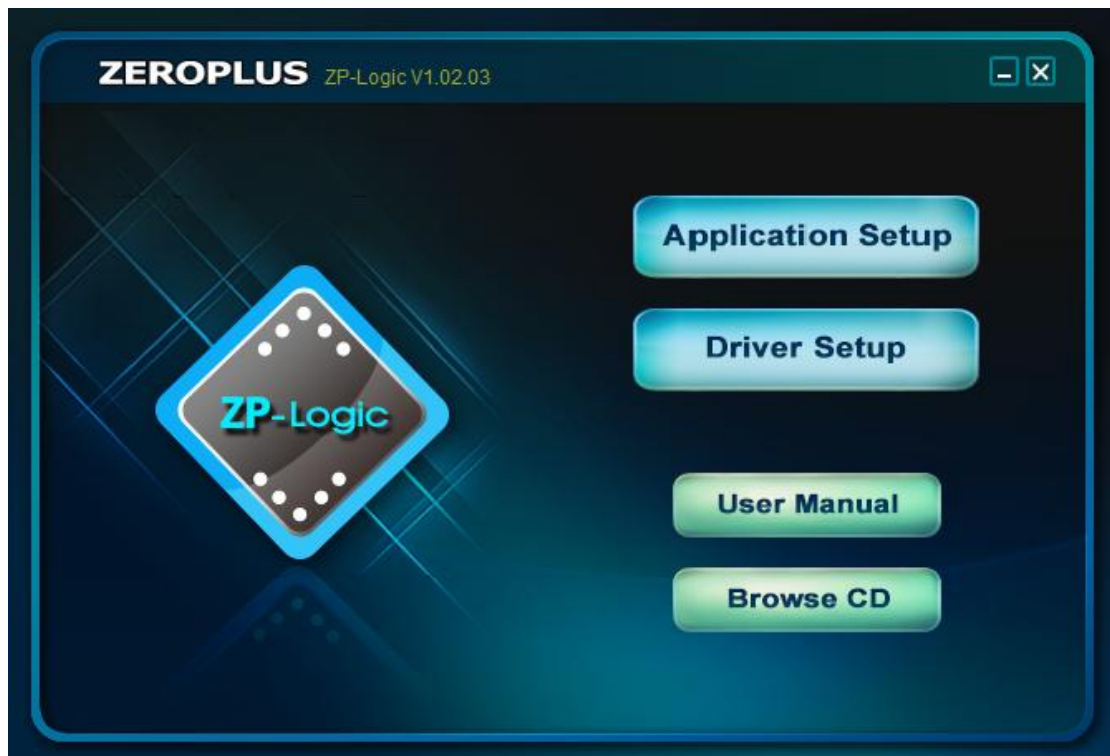 ZEROPLUS ZP-Logic V1.02.03
Application Setup
Driver Setup
ZP-Logic
User Manual
Browse CD